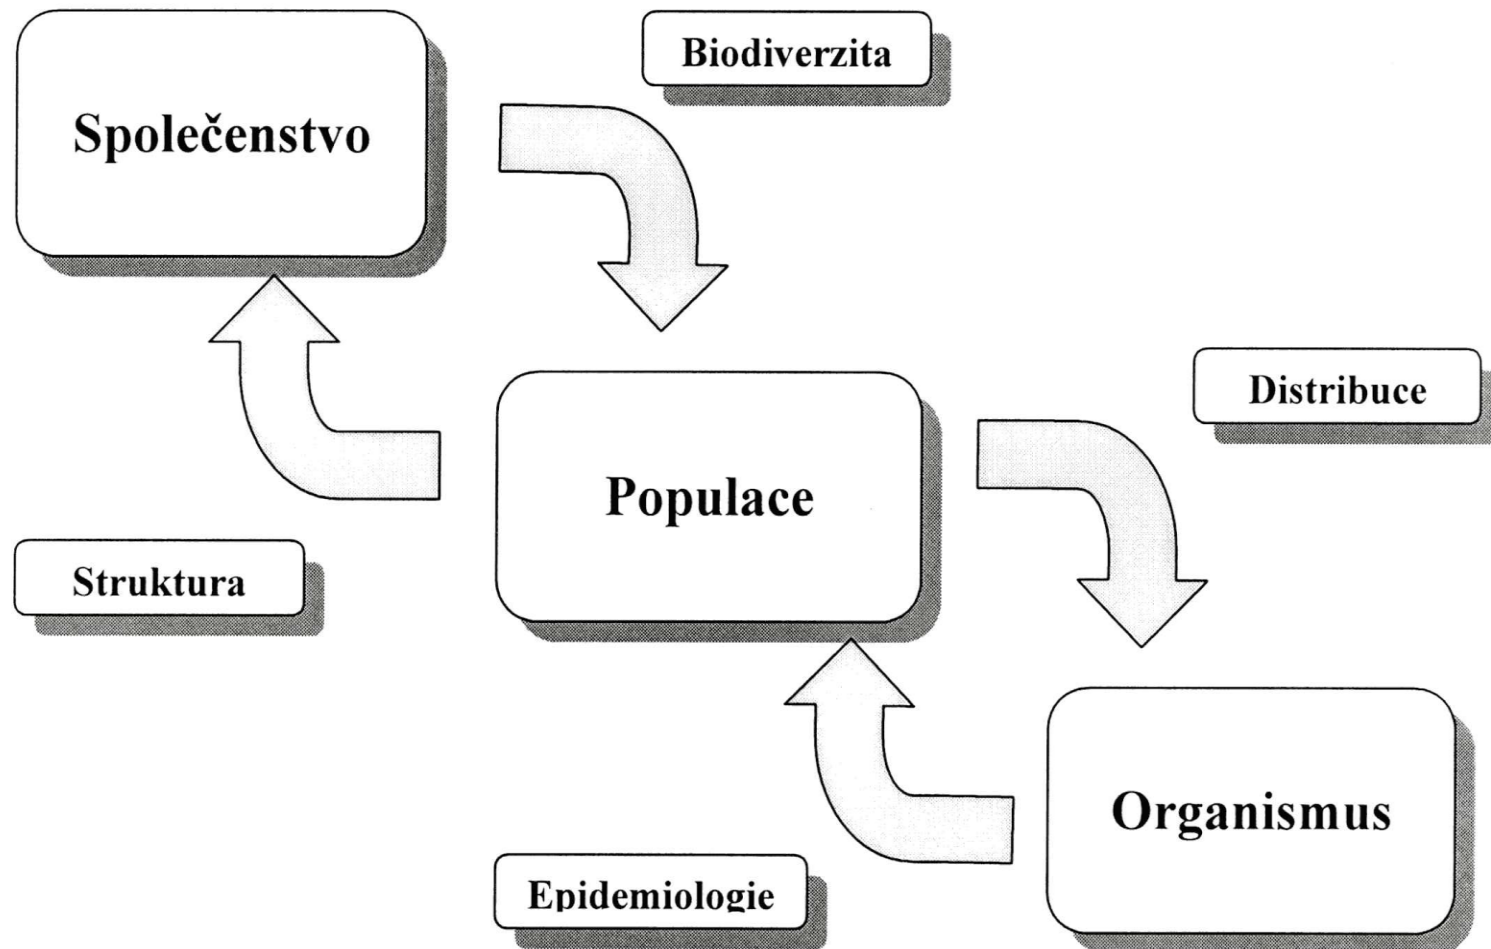 Biodiverzita
Společenstvo
Distribuce
Populace
Struktura
Organismus
Epidemiologie